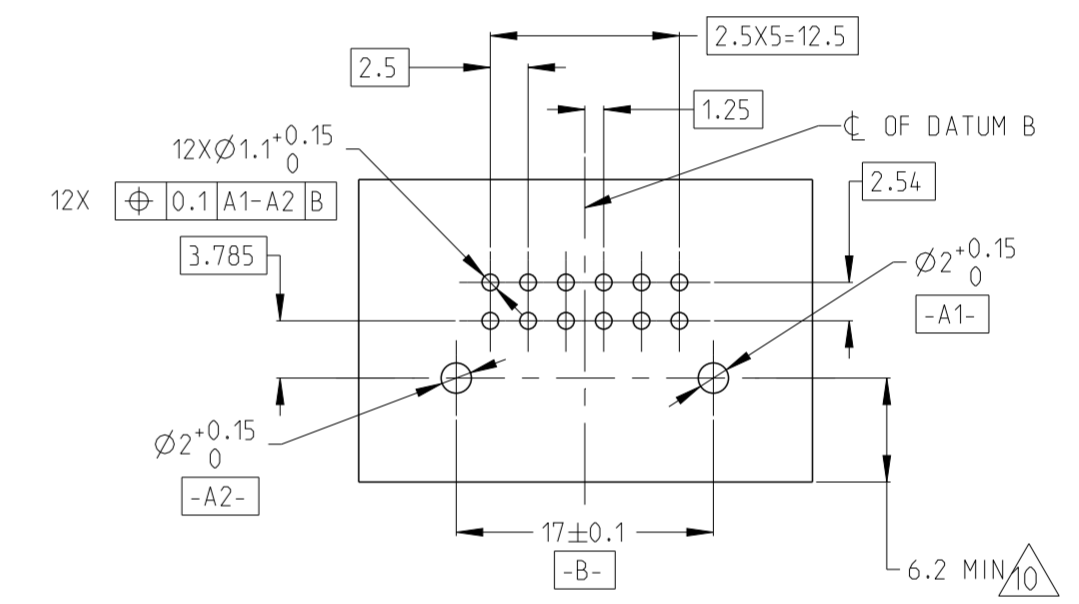 2.5X5=12.5
2.5
1.25
℄ OF DATUM B
12XØ1.1 +0.15 0
2.54
12X ⌖ 0.1 A1-A2 B
3.785
Ø2 +0.15 0
-A1-
Ø2 +0.15 0
-A2-
17±0.1
-B-
6.2 MIN 10